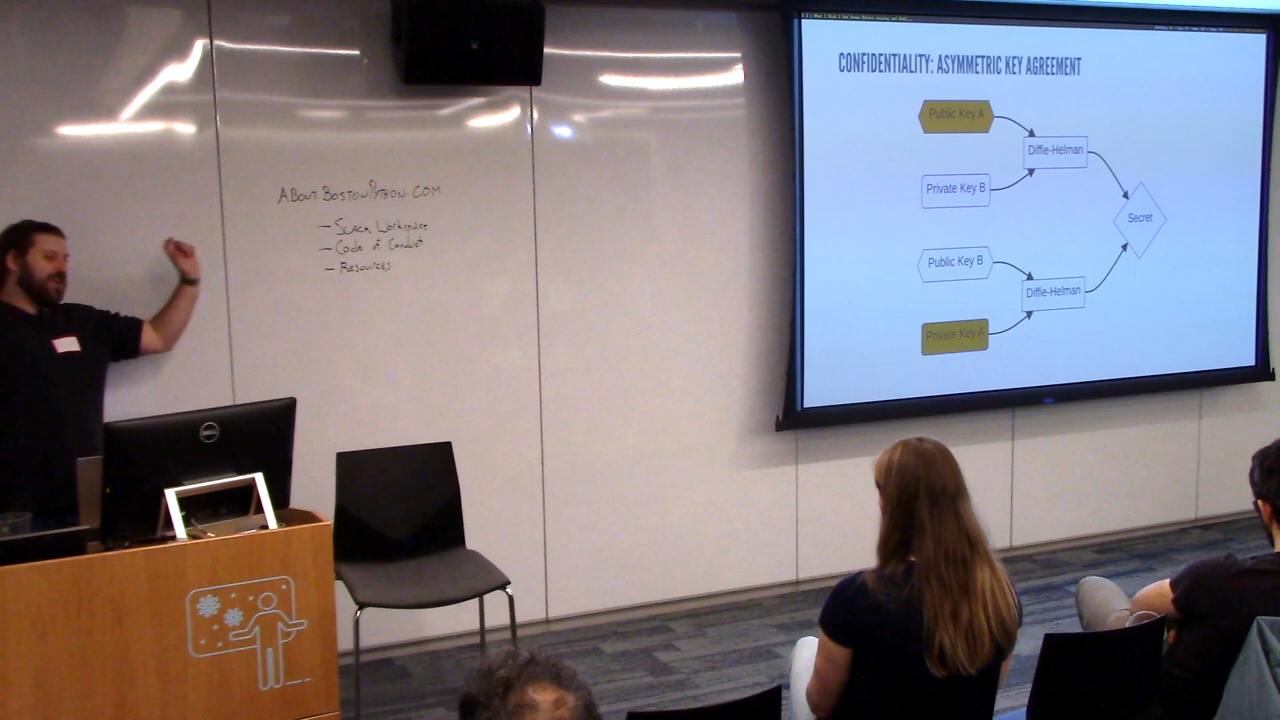 CONFIDENTIALITY: ASYMMETRIC KEY AGREEMENT
Public Key A
Diffie-Helman
Private Key B
Secret
Public Key B
Diffie-Helman
Private Key A
ABOUT.BOSTONPYTHON.COM
- SLACK Workspace
- Code of Conduct
- Resources
DELL